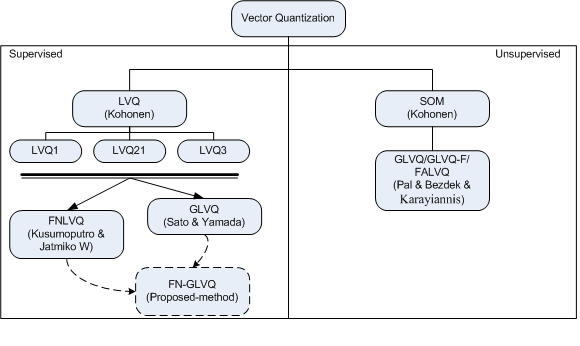 Vector Quantization
Supervised
Unsupervised
LVQ
(Kohonen)
SOM
(Kohonen)
LVQ1
LVQ21
LVQ3
GLVQ/GLVQ-F/
FALVQ
(Pal & Bezdek &
Karayiannis)
FNLVQ
(Kusumoputro &
Jatmiko W)
GLVQ
(Sato & Yamada)
FN-GLVQ
(Proposed-method)